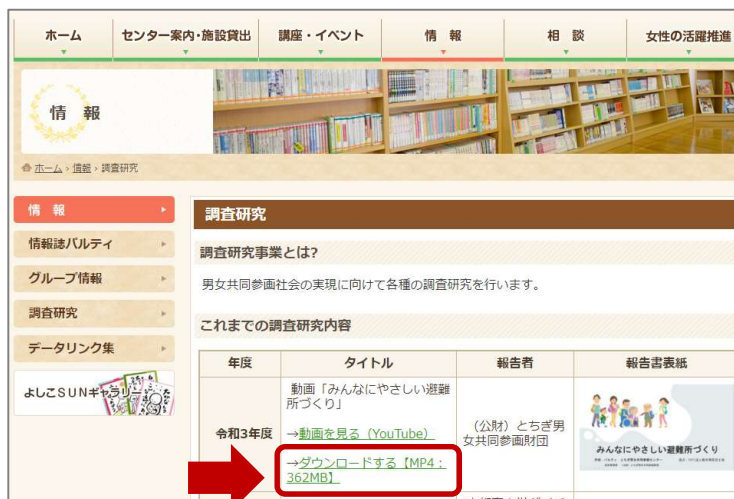 ホーム
センター案内・施設貸出
講座・イベント
情 報
相 談
女性の活躍推進
情 報
ホーム › 情報 › 調査研究
情 報
情報誌パルティ
グループ情報
調査研究
データリンク集
よしこSUNギャラリー
調査研究
調査研究事業とは?
男女共同参画社会の実現に向けて各種の調査研究を行います。
これまでの調査研究内容
年度
タイトル
報告者
報告書表紙
令和3年度
動画「みんなにやさしい避難
所づくり」
→動画を見る（YouTube）
→ダウンロードする【MP4：
362MB】
（公財）とちぎ男
女共同参画財団
みんなにやさしい避難所づくり